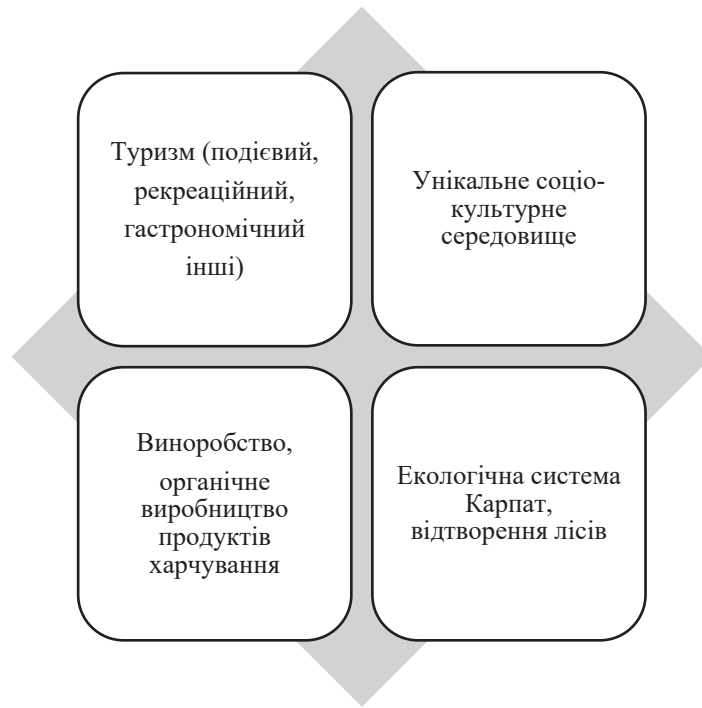 Туризм (подієвий,
рекреаційний,
гастрономічний
інші)
Унікальне соціо-
культурне
середовище
Виноробство,
органічне
виробництво
продуктів
харчування
Екологічна система
Карпат,
відтворення лісів